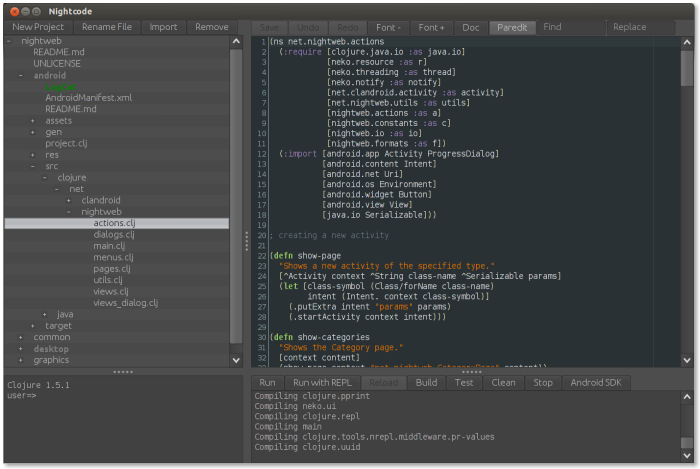 Nightcode
New Project Rename File Import Remove
Save Undo Redo Font - Font + Doc Paredit Find Replace
nightweb
README.md
UNLICENSE
android
AndroidManifest.xml
README.md
assets
gen
project.clj
res
src
clojure
net
clandroid
nightweb
actions.clj
dialogs.clj
main.clj
menus.clj
pages.clj
utils.clj
views.clj
views_dialog.clj
java
target
common
desktop
graphics
1 (ns net.nightweb.actions
2 (:require [clojure.java.io :as java.io]
3 [neko.resource :as r]
4 [neko.threading :as thread]
5 [neko.notify :as notify]
6 [net.clandroid.activity :as activity]
7 [net.nightweb.utils :as utils]
8 [nightweb.actions :as a]
9 [nightweb.constants :as c]
10 [nightweb.io :as io]
11 [nightweb.formats :as f])
12 (:import [android.app Activity ProgressDialog]
13 [android.content Intent]
14 [android.net Uri]
15 [android.os Environment]
16 [android.widget Button]
17 [android.view View]
18 [java.io Serializable]))
19
20 ; creating a new activity
21
22 (defn show-page
23 "Shows a new activity of the specified type."
24 [^Activity context ^String class-name ^Serializable params]
25 (let [class-symbol (Class/forName class-name)
26 intent (Intent. context class-symbol)]
27 (.putExtra intent "params" params)
28 (.startActivity context intent)))
29
30 (defn show-categories
31 "Shows the Category page."
32 [context content]
Clojure 1.5.1
user=>
Run Run with REPL Reload Build Test Clean Stop Android SDK
Compiling clojure.pprint
Compiling neko.ui
Compiling clojure.repl
Compiling main
Compiling clojure.tools.nrepl.middleware.pr-values
Compiling clojure.uuid